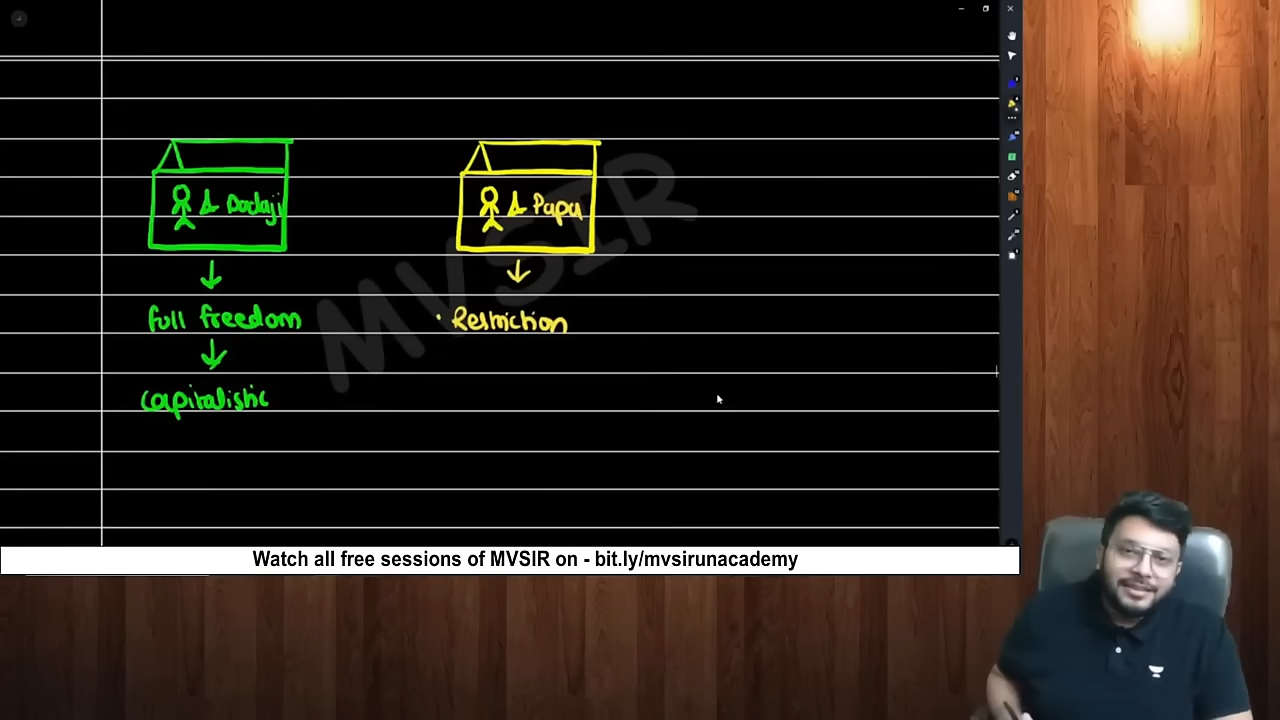 & Dadaji
& Papa
full freedom
• Restriction
capitalistic
MVSIR
Watch all free sessions of MVSIR on - bit.ly/mvsirunacademy